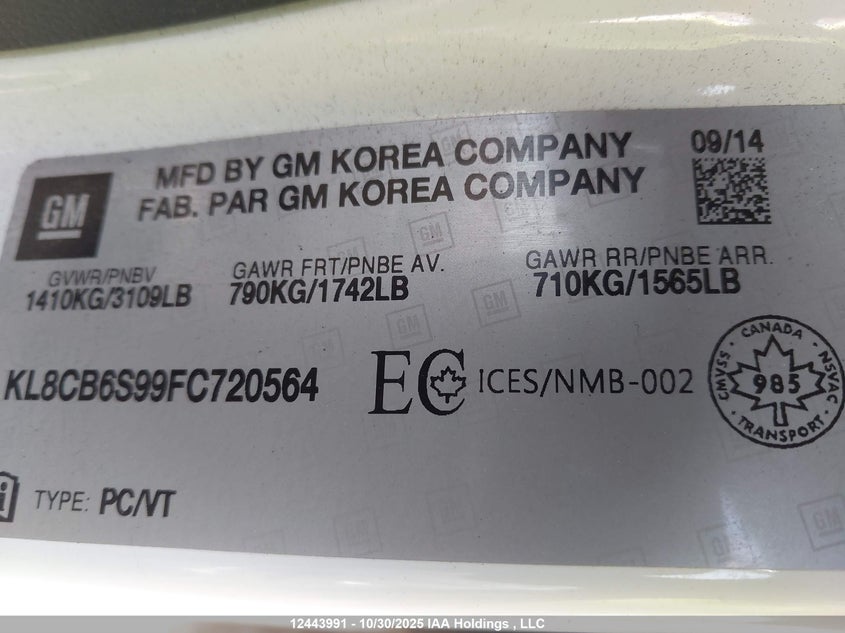 MFD BY GM KOREA COMPANY
FAB. PAR GM KOREA COMPANY
09/14
GM
GVWR/PNBV
1410KG/3109LB
GAWR FRT/PNBE AV.
790KG/1742LB
GAWR RR/PNBE ARR.
710KG/1565LB
KL8CB6S99FC720564
EC ICES/NMB-002
CANADA
CMVSS 985 NSVAC
TRANSPORT
TYPE: PC/VT
12443991 - 10/30/2025 IAA Holdings , LLC